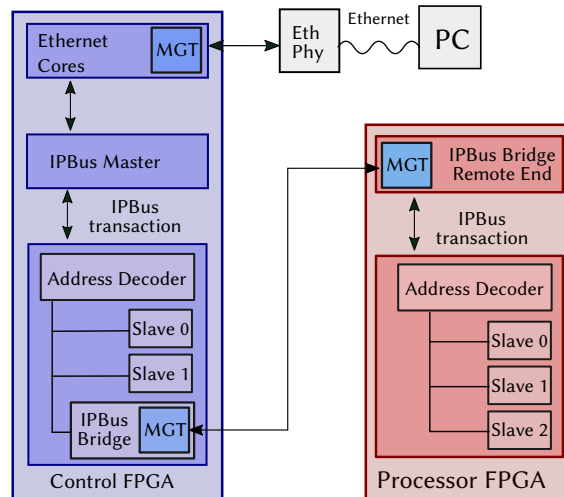 Ethernet
Cores
MGT
Eth
Phy
Ethernet
PC
IPBus Master
IPBus
transaction
Address Decoder
Slave 0
Slave 1
IPBus
Bridge
MGT
Control FPGA
MGT
IPBus Bridge
Remote End
IPBus
transaction
Address Decoder
Slave 0
Slave 1
Slave 2
Processor FPGA